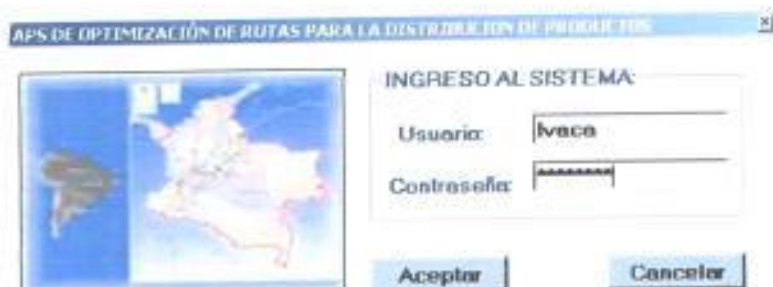 APS DE OPTIMIZACIÓN DE RUTAS PARA LA DISTRIBUCION DE PRODUCTOS
INGRESO AL SISTEMA:
Usuario:
lvaca
Contraseña:
********
Aceptar
Cancelar